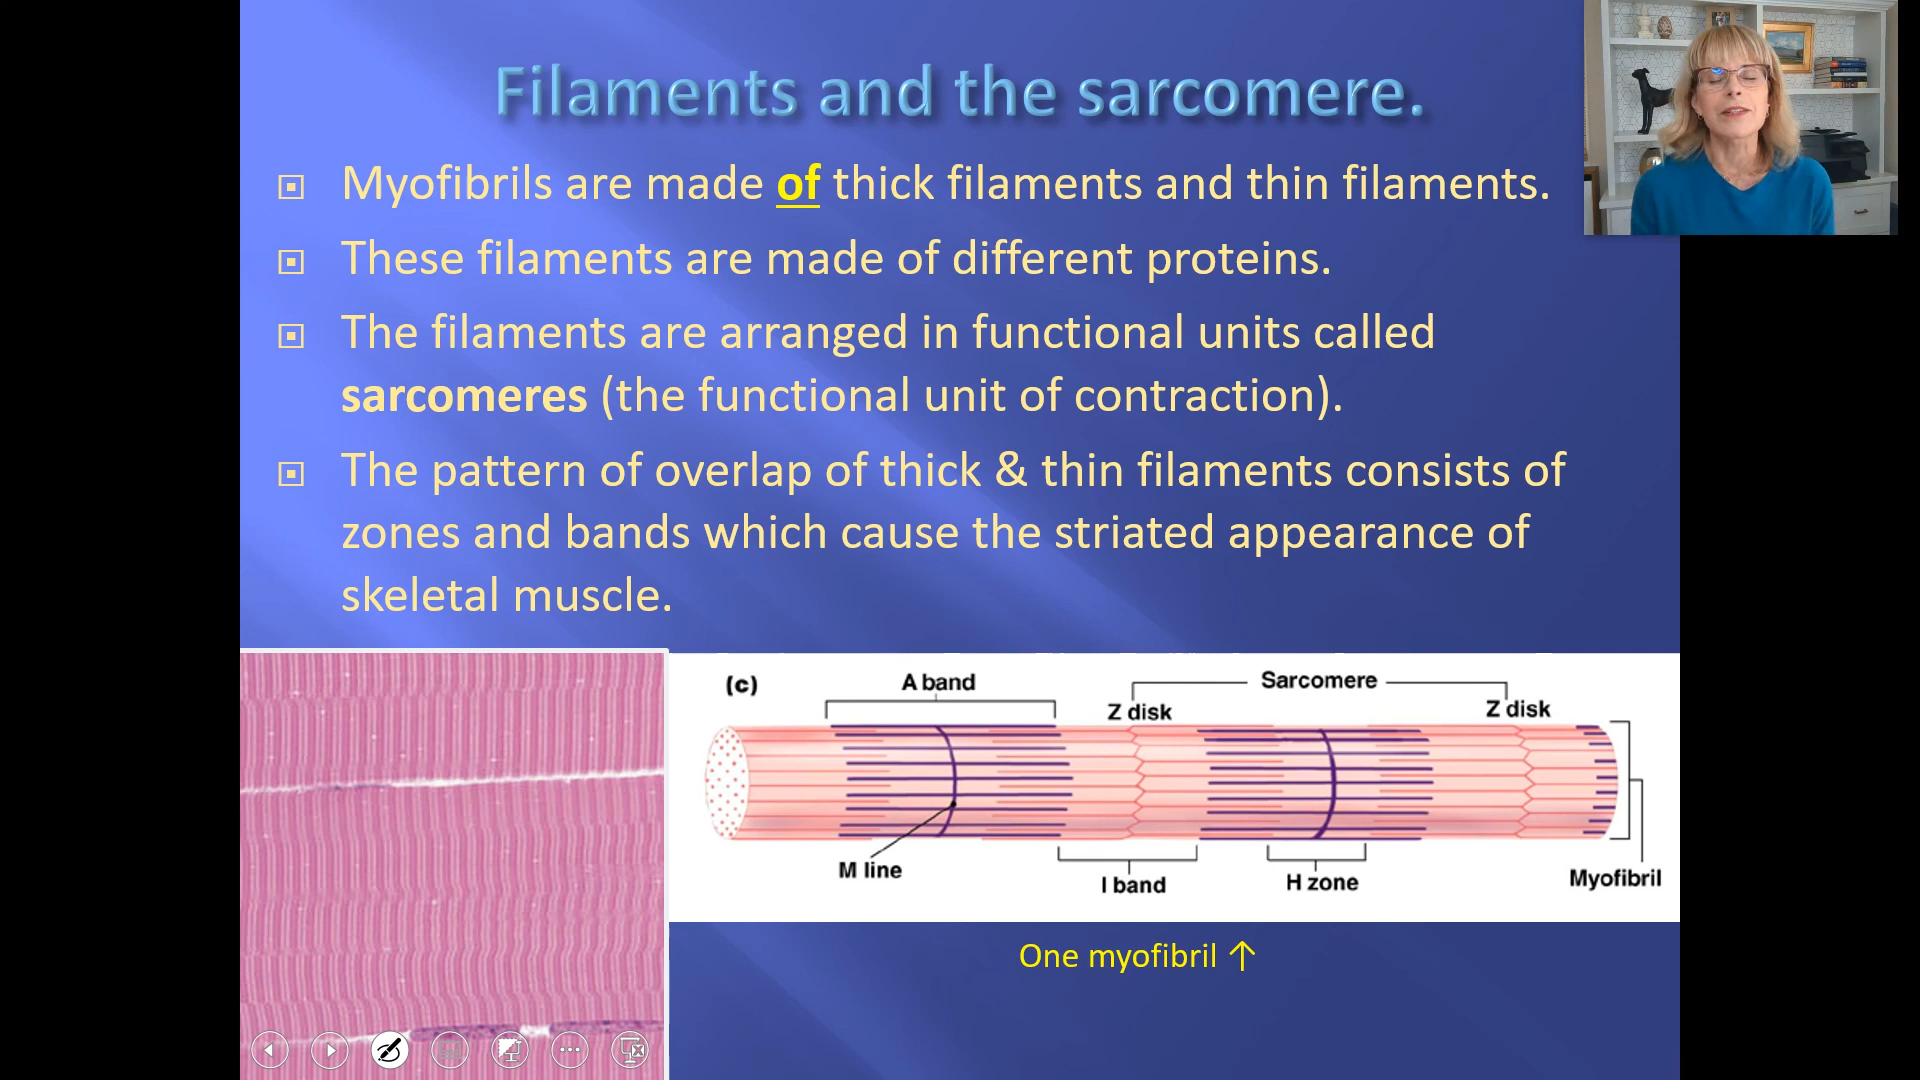 Filaments and the sarcomere.
Myofibrils are made of thick filaments and thin filaments.
These filaments are made of different proteins.
The filaments are arranged in functional units called
sarcomeres (the functional unit of contraction).
The pattern of overlap of thick & thin filaments consists of
zones and bands which cause the striated appearance of
skeletal muscle.
(c)
A band
Sarcomere
Z disk
Z disk
M line
I band
H zone
Myofibril
One myofibril ↑